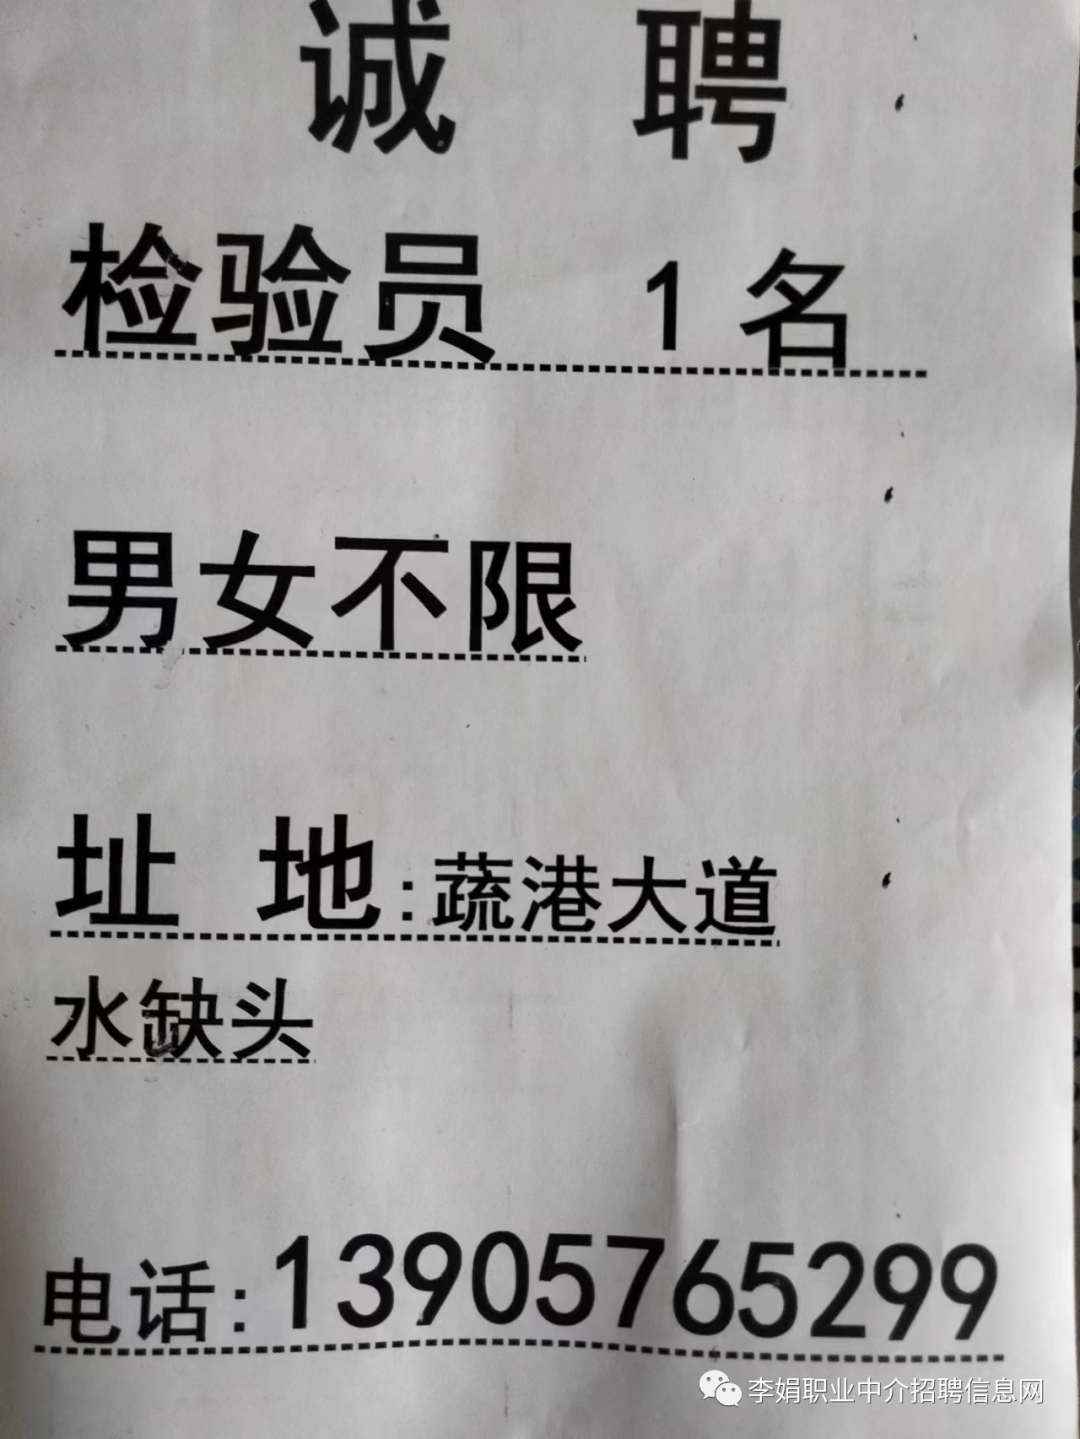 诚 聘
检验员 1名
男女不限
址 地:蔬港大道
水缺头
电话:13905765299
李娟职业中介招聘信息网